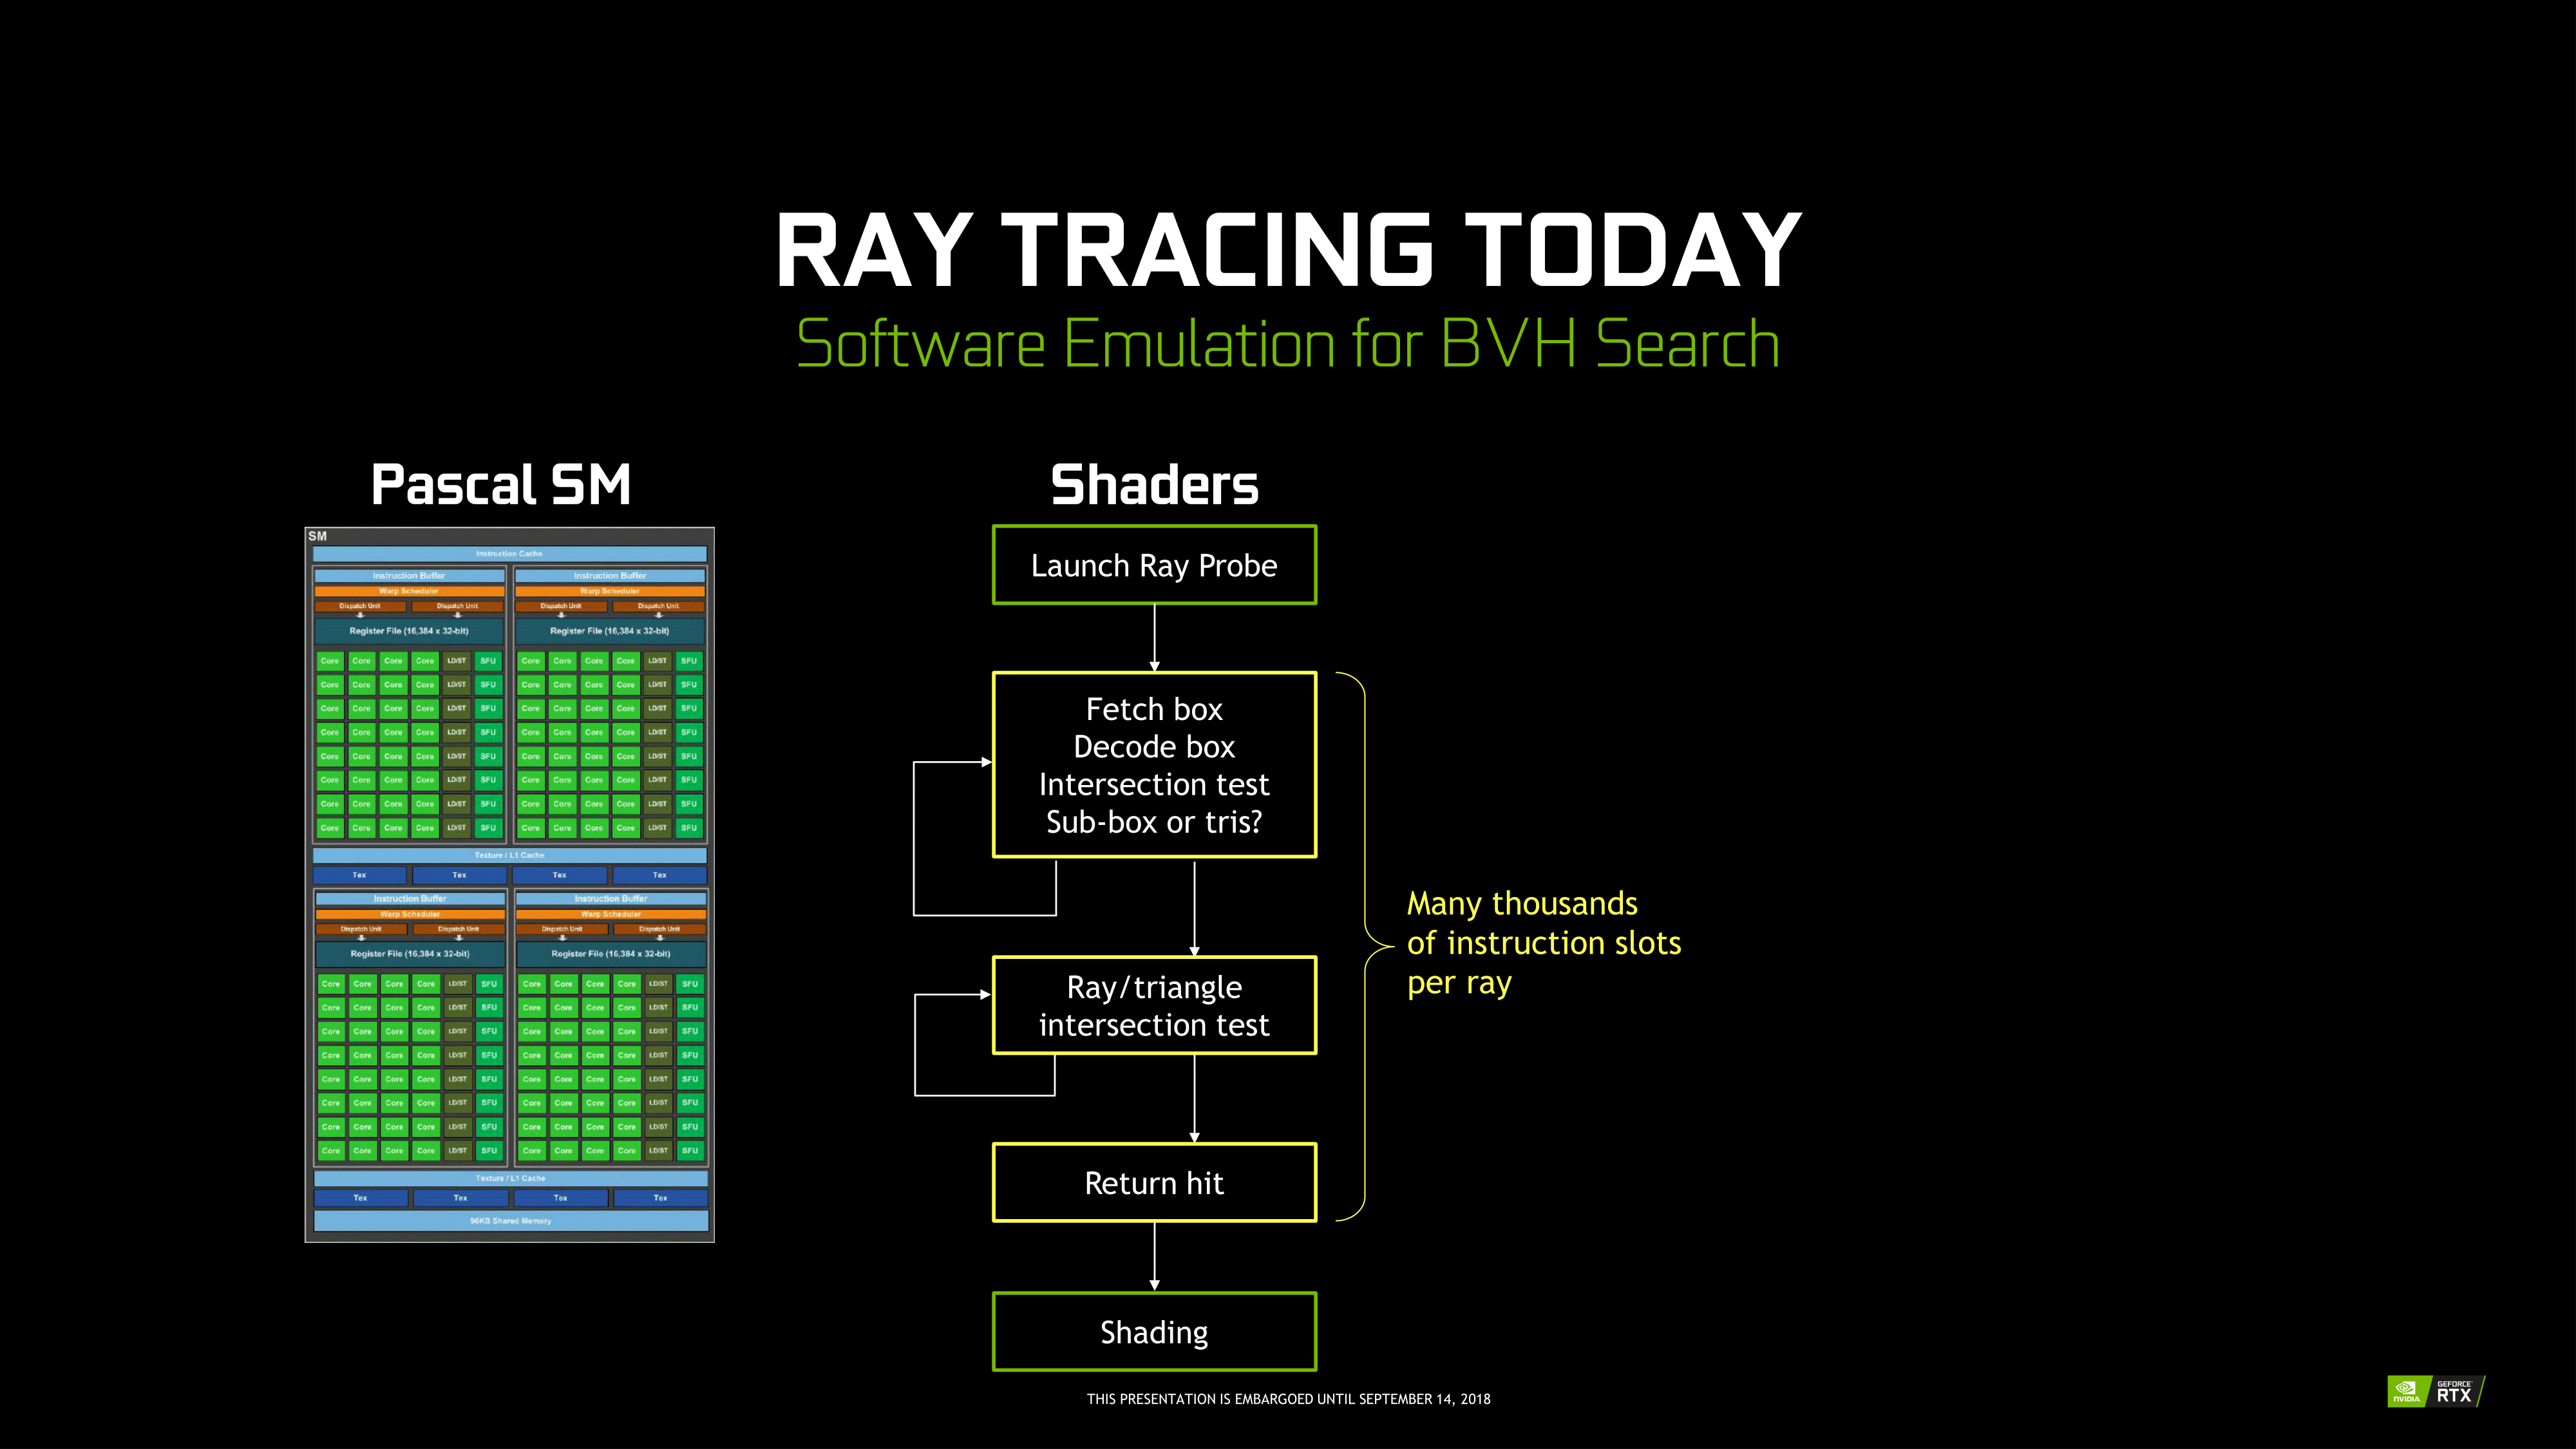 RAY TRACING TODAY
Software Emulation for BVH Search
Pascal SM
SM
Instruction Cache
Instruction Buffer Instruction Buffer
Warp Scheduler Warp Scheduler
Dispatch Unit Dispatch Unit Dispatch Unit Dispatch Unit
Register File (16,384 x 32-bit) Register File (16,384 x 32-bit)
Core Core Core Core LD/ST SFU Core Core Core Core LD/ST SFU
Core Core Core Core LD/ST SFU Core Core Core Core LD/ST SFU
Core Core Core Core LD/ST SFU Core Core Core Core LD/ST SFU
Core Core Core Core LD/ST SFU Core Core Core Core LD/ST SFU
Core Core Core Core LD/ST SFU Core Core Core Core LD/ST SFU
Core Core Core Core LD/ST SFU Core Core Core Core LD/ST SFU
Core Core Core Core LD/ST SFU Core Core Core Core LD/ST SFU
Core Core Core Core LD/ST SFU Core Core Core Core LD/ST SFU
Texture / L1 Cache
Tex Tex Tex Tex
Instruction Buffer Instruction Buffer
Warp Scheduler Warp Scheduler
Dispatch Unit Dispatch Unit Dispatch Unit Dispatch Unit
Register File (16,384 x 32-bit) Register File (16,384 x 32-bit)
Core Core Core Core LD/ST SFU Core Core Core Core LD/ST SFU
Core Core Core Core LD/ST SFU Core Core Core Core LD/ST SFU
Core Core Core Core LD/ST SFU Core Core Core Core LD/ST SFU
Core Core Core Core LD/ST SFU Core Core Core Core LD/ST SFU
Core Core Core Core LD/ST SFU Core Core Core Core LD/ST SFU
Core Core Core Core LD/ST SFU Core Core Core Core LD/ST SFU
Core Core Core Core LD/ST SFU Core Core Core Core LD/ST SFU
Core Core Core Core LD/ST SFU Core Core Core Core LD/ST SFU
Texture / L1 Cache
Tex Tex Tex Tex
96KB Shared Memory
Shaders
Launch Ray Probe
Fetch box
Decode box
Intersection test
Sub-box or tris?
Ray/triangle
intersection test
Return hit
Shading
Many thousands
of instruction slots
per ray
THIS PRESENTATION IS EMBARGOED UNTIL SEPTEMBER 14, 2018
NVIDIA
GEFORCE
RTX